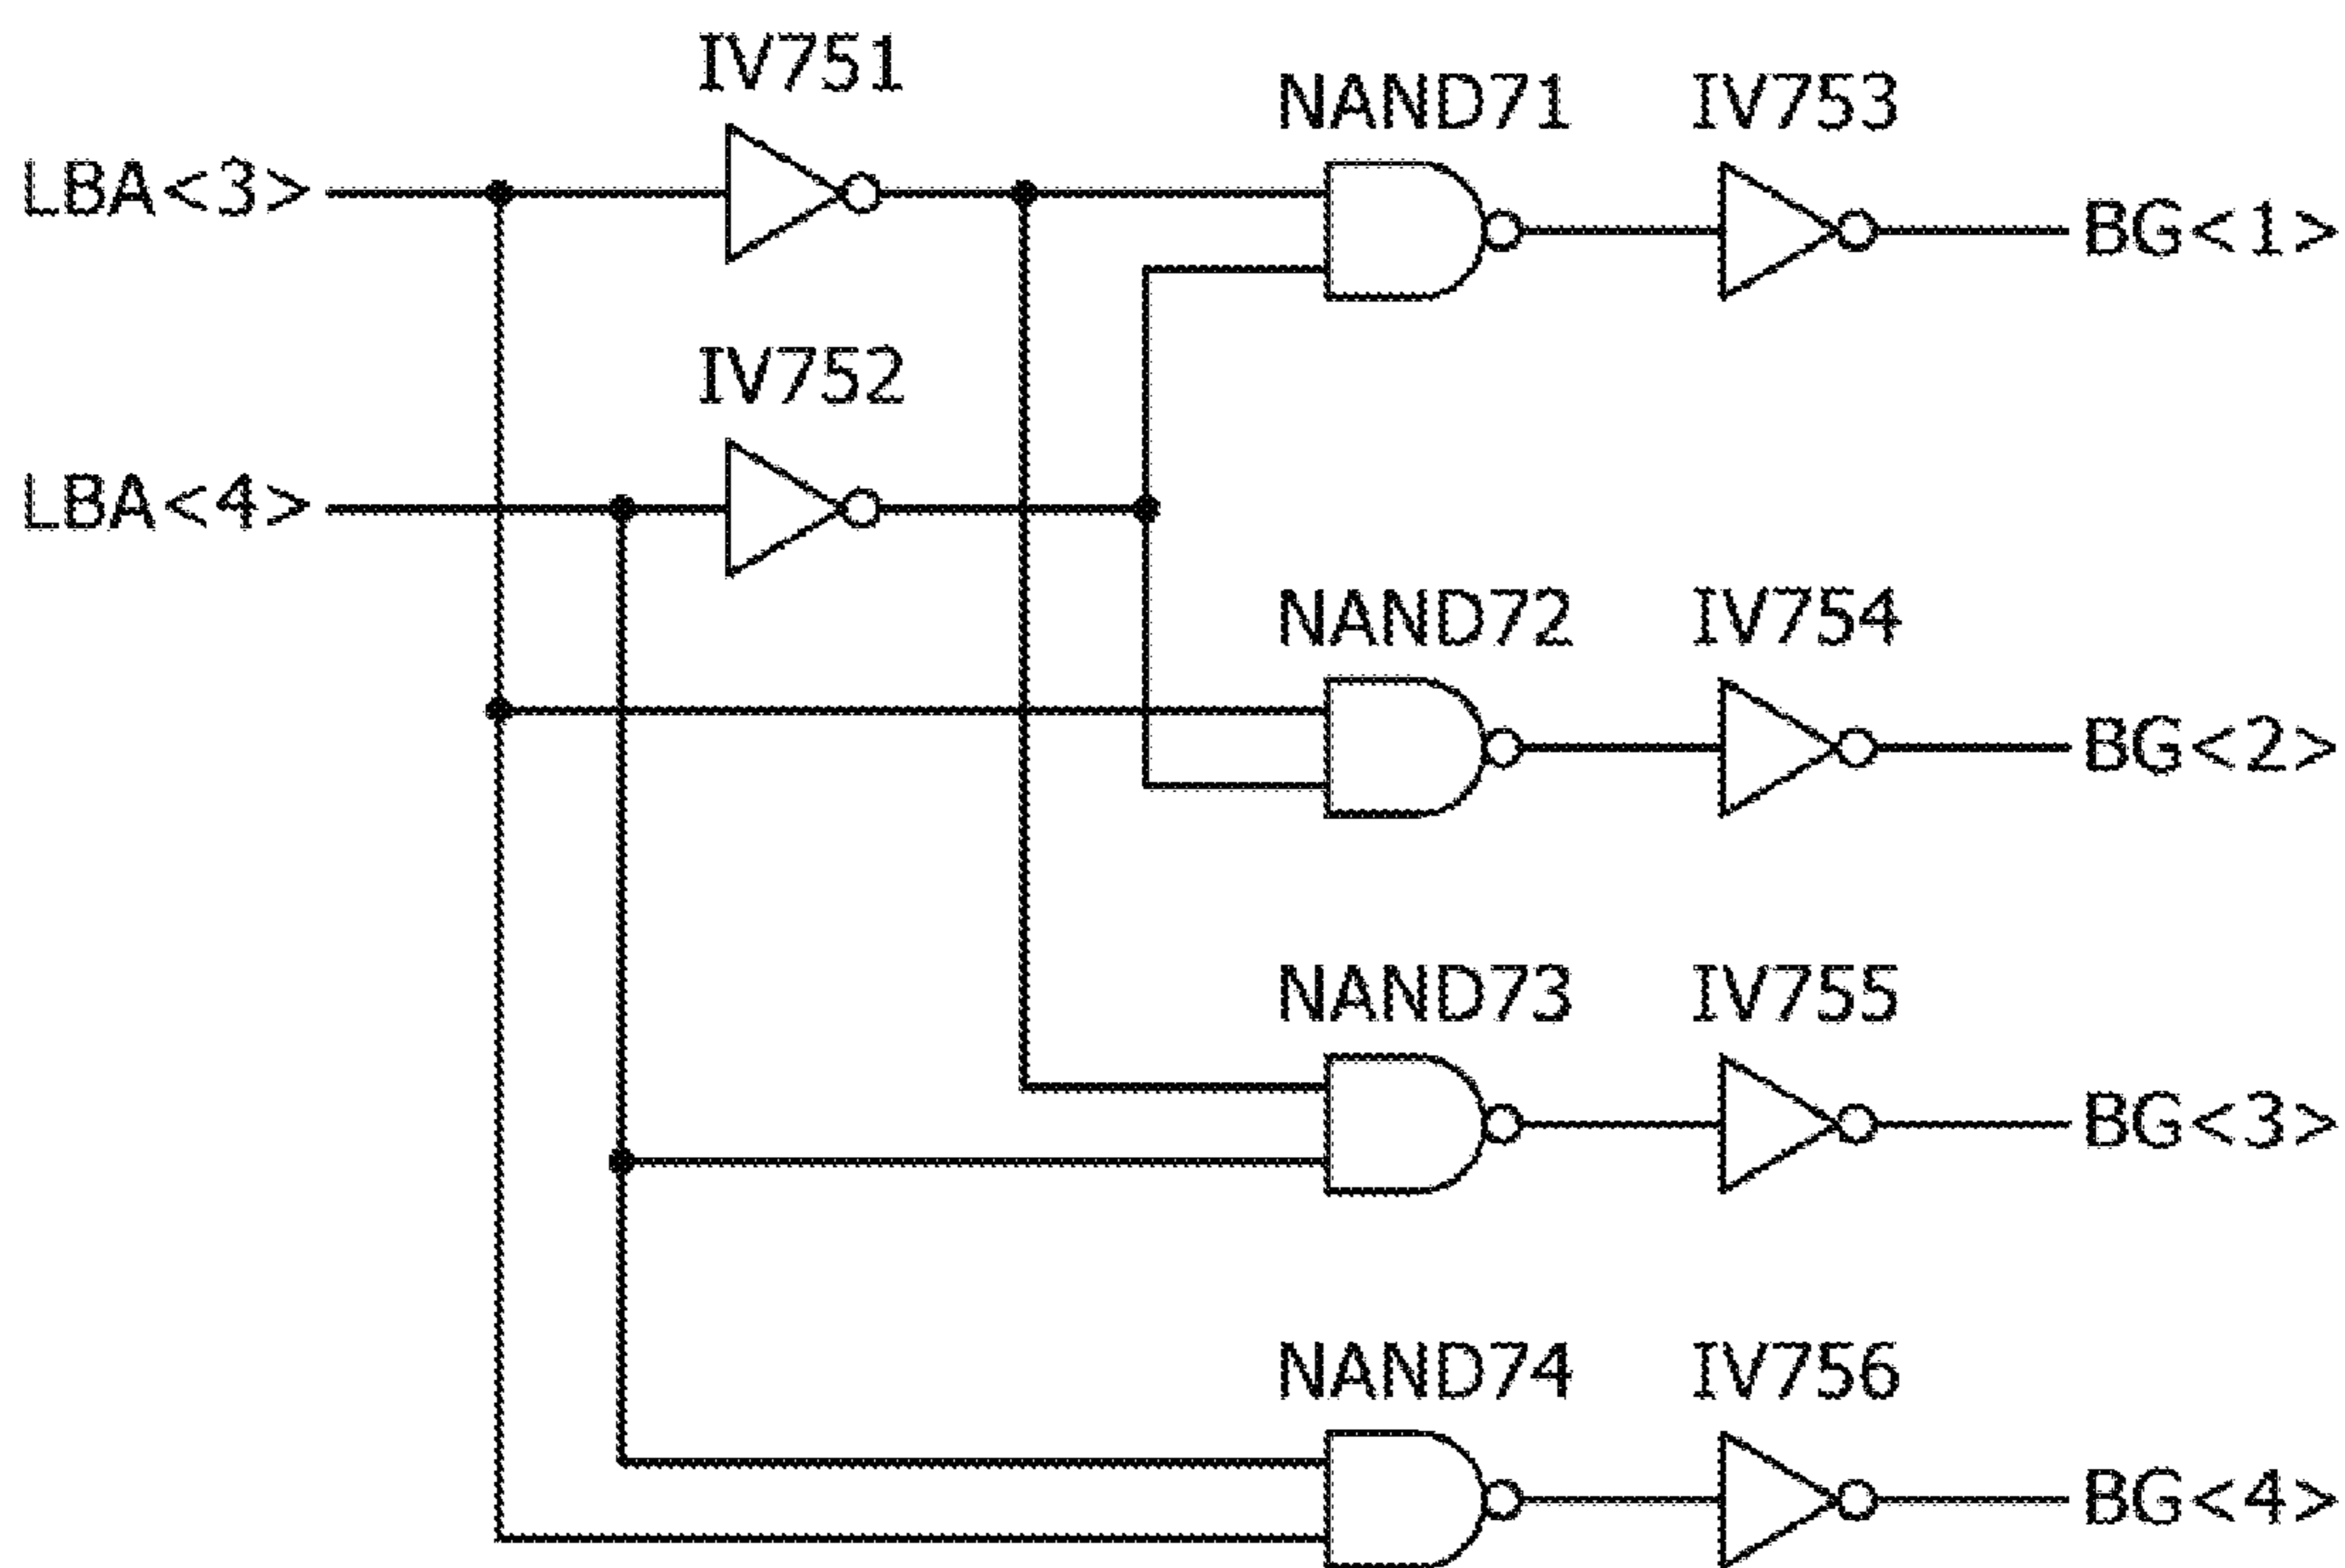 IV751
NAND71 IV753
LBA<3>
BG<1>
IV752
LBA<4>
NAND72 IV754
BG<2>
NAND73 IV755
BG<3>
NAND74 IV756
BG<4>